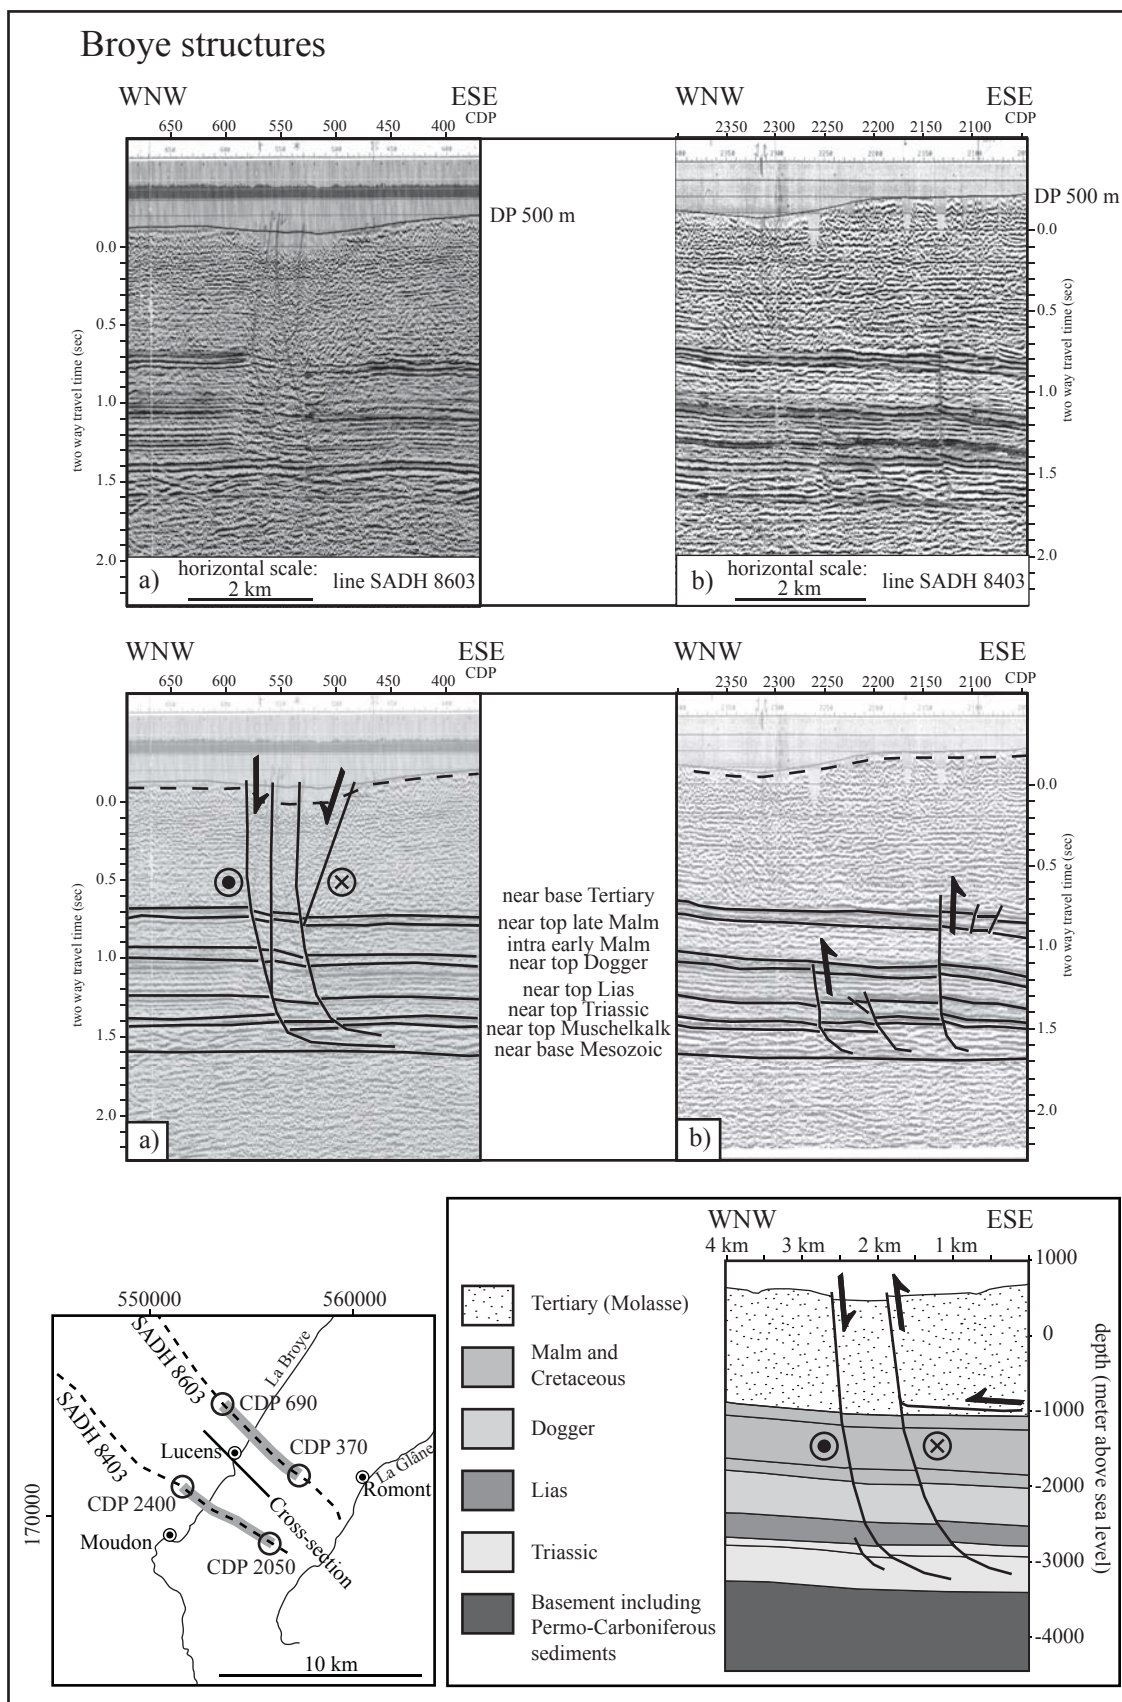 Broye structures
WNW ESE
CDP
650 600 550 500 450 400
WNW ESE
CDP
2350 2300 2250 2200 2150 2100
DP 500 m
DP 500 m
0.0
0.5
1.0
1.5
2.0
two way travel time (sec)
0.0
0.5
1.0
1.5
2.0
two way travel time (sec)
a) horizontal scale: line SADH 8603
2 km
b) horizontal scale: line SADH 8403
2 km
WNW ESE
CDP
650 600 550 500 450 400
WNW ESE
CDP
2350 2300 2250 2200 2150 2100
0.0
0.5
1.0
1.5
2.0
two way travel time (sec)
near base Tertiary
near top late Malm
intra early Malm
near top Dogger
near top Lias
near top Triassic
near top Muschelkalk
near base Mesozoic
0.0
0.5
1.0
1.5
2.0
two way travel time (sec)
a)
b)
550000 560000
170000
SADH 8603
SADH 8403
La Broye
CDP 690
Lucens
CDP 370
La Glâne
Romont
CDP 2400
Moudon
CDP 2050
Cross-section
10 km
WNW ESE
4 km 3 km 2 km 1 km
1000
0
-1000
-2000
-3000
-4000
depth (meter above sea level)
Tertiary (Molasse)
Malm and
Cretaceous
Dogger
Lias
Triassic
Basement including
Permo-Carboniferous
sediments